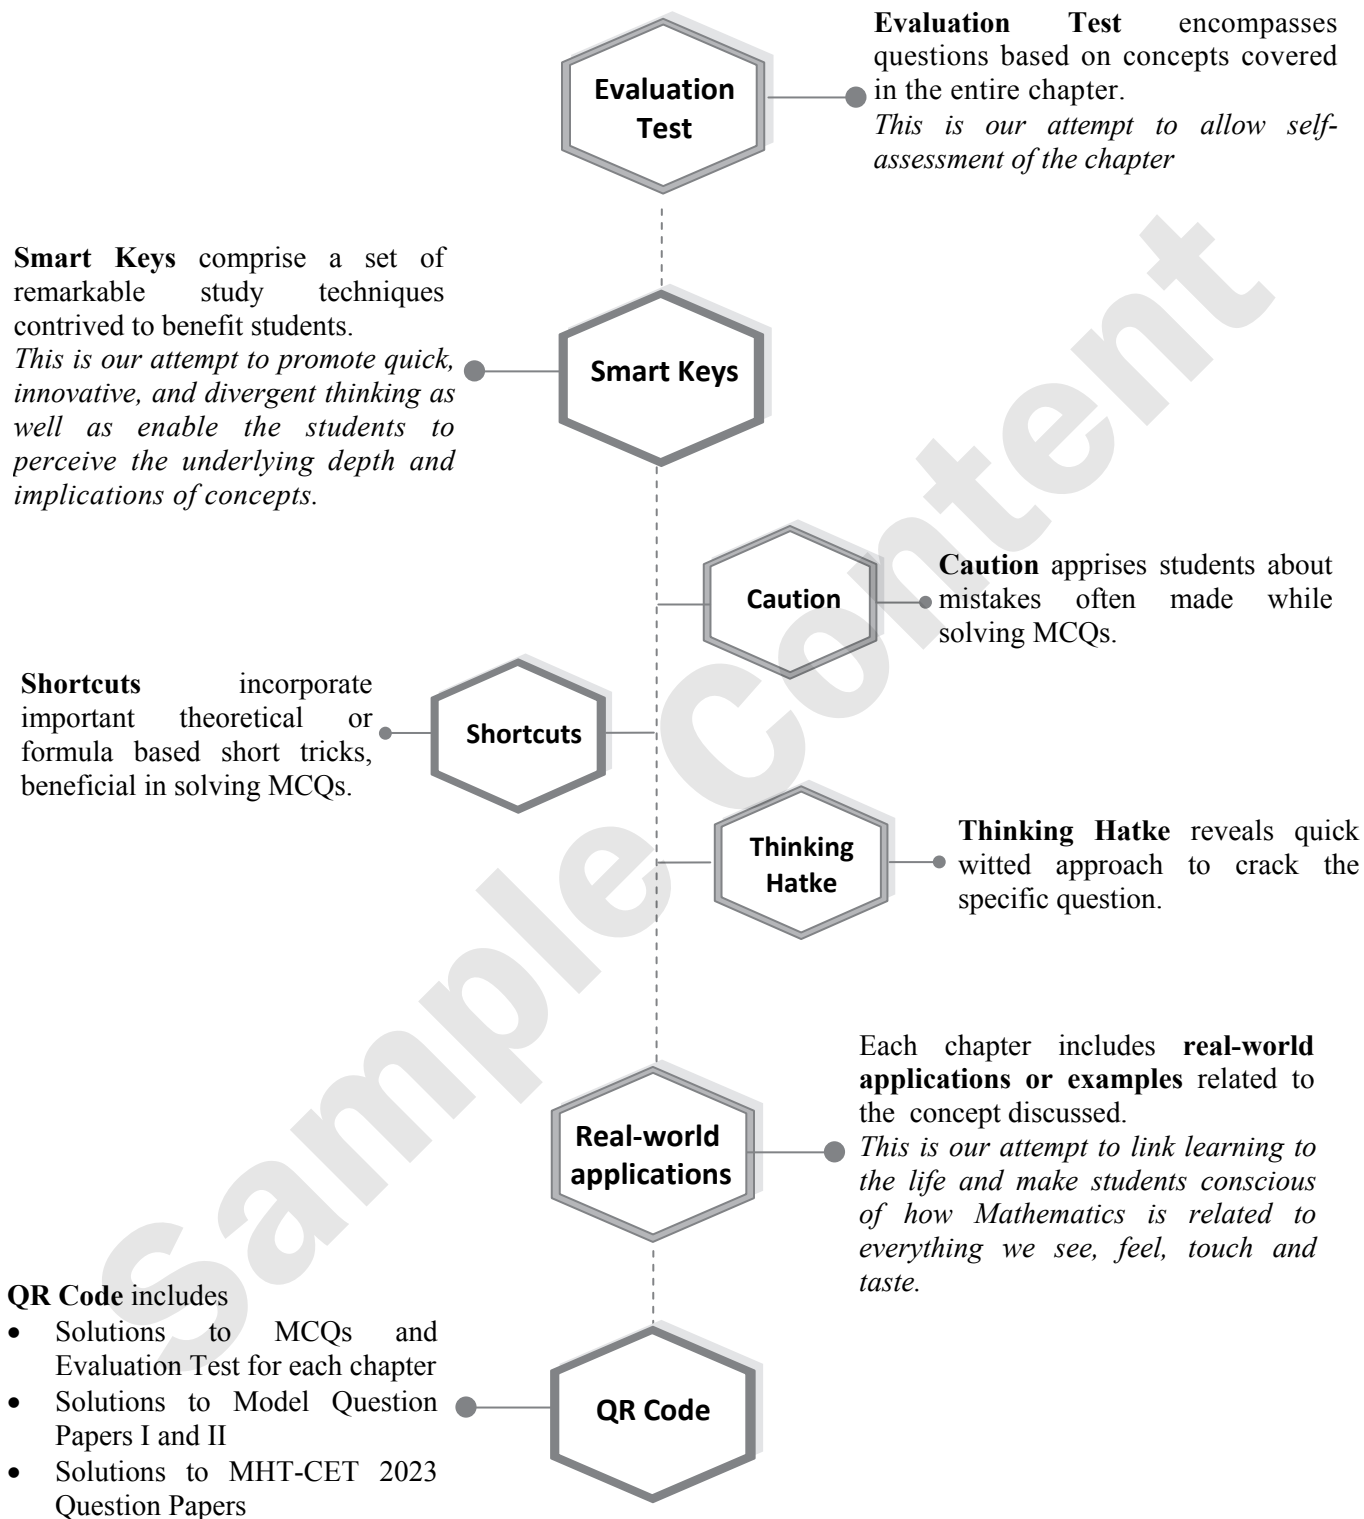 Evaluation Test encompasses
questions based on concepts covered
in the entire chapter.
This is our attempt to allow self-
assessment of the chapter
Evaluation
Test
Smart Keys comprise a set of
remarkable study techniques
contrived to benefit students.
This is our attempt to promote quick,
innovative, and divergent thinking as
well as enable the students to
perceive the underlying depth and
implications of concepts.
Smart Keys
Caution
Caution apprises students about
mistakes often made while
solving MCQs.
Shortcuts incorporate
important theoretical or
formula based short tricks,
beneficial in solving MCQs.
Shortcuts
Thinking
Hatke
Thinking Hatke reveals quick
witted approach to crack the
specific question.
Real-world
applications
Each chapter includes real-world
applications or examples related to
the concept discussed.
This is our attempt to link learning to
the life and make students conscious
of how Mathematics is related to
everything we see, feel, touch and
taste.
QR Code includes
• Solutions to MCQs and
Evaluation Test for each chapter
• Solutions to Model Question
Papers I and II
• Solutions to MHT-CET 2023
Question Papers
QR Code
Sample Content